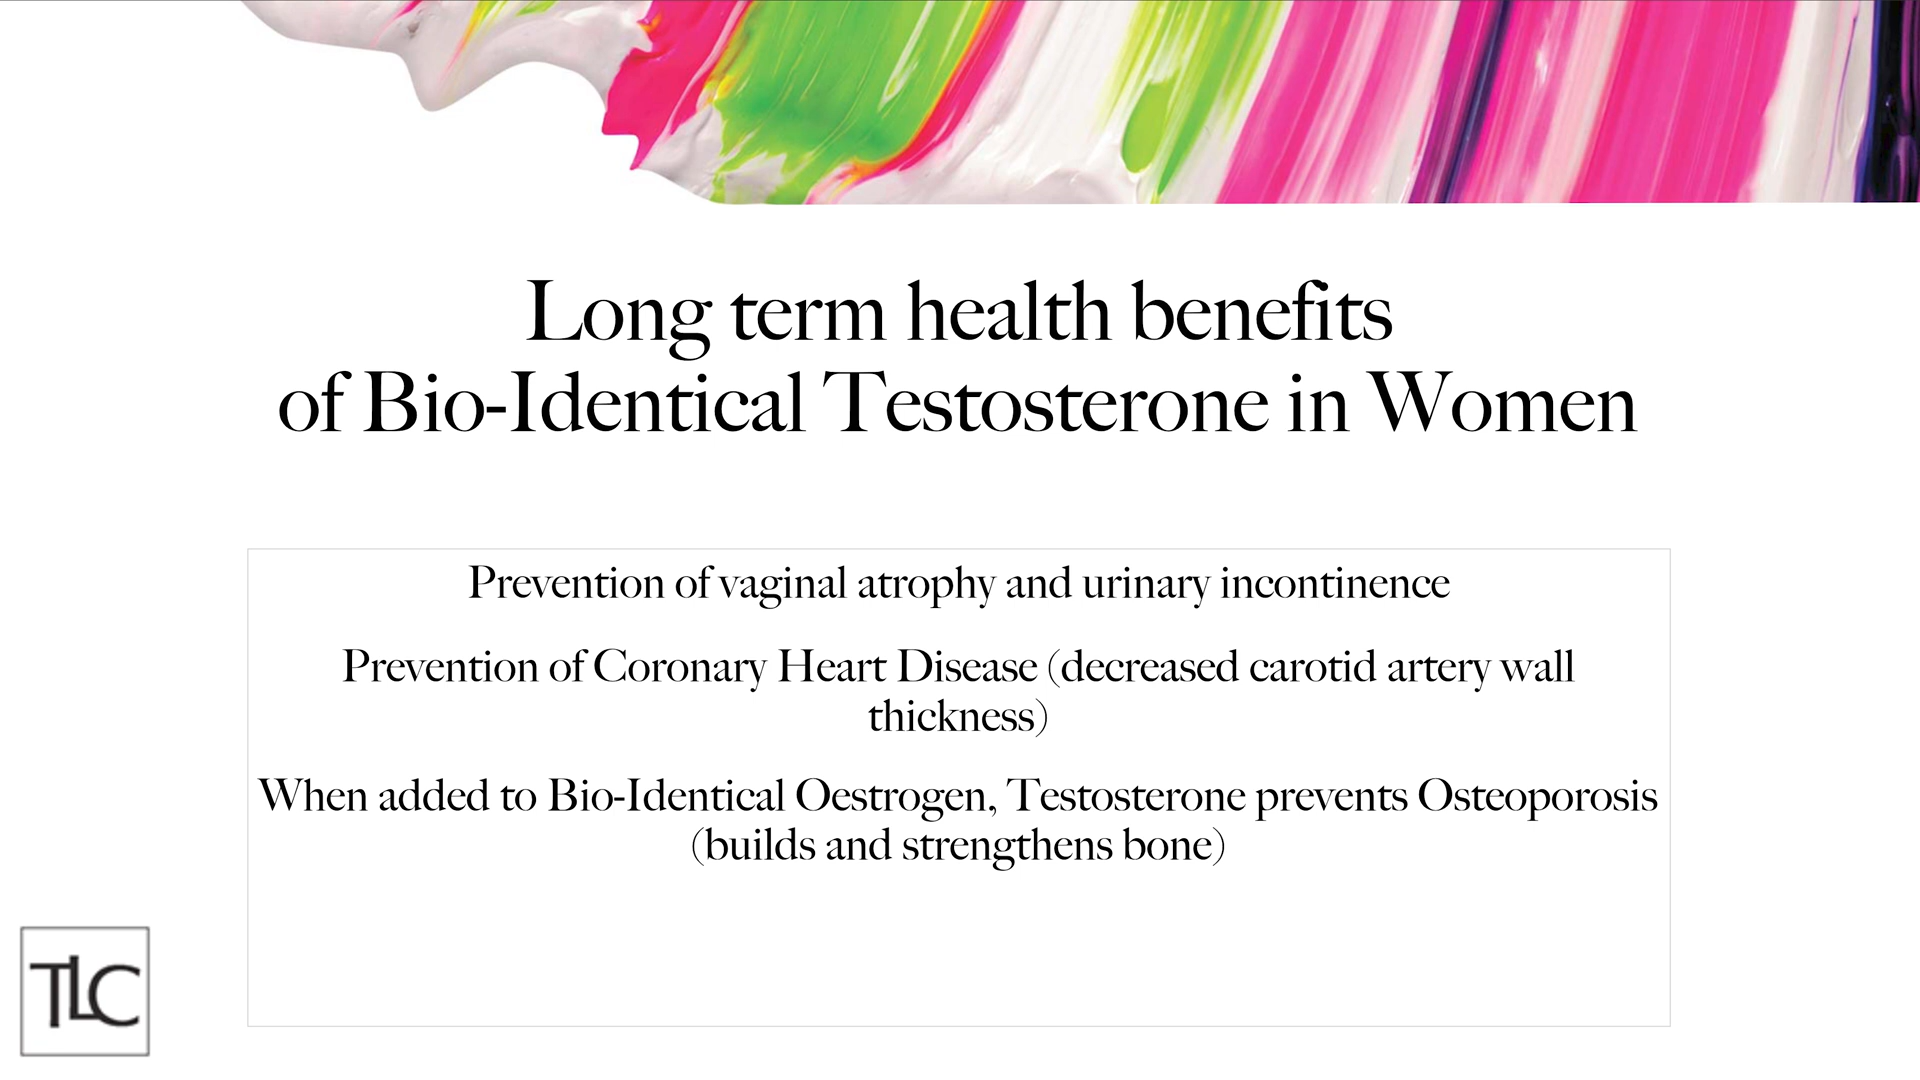 Long term health benefits
of Bio-Identical Testosterone in Women
Prevention of vaginal atrophy and urinary incontinence
Prevention of Coronary Heart Disease (decreased carotid artery wall
thickness)
When added to Bio-Identical Oestrogen, Testosterone prevents Osteoporosis
(builds and strengthens bone)
TLC